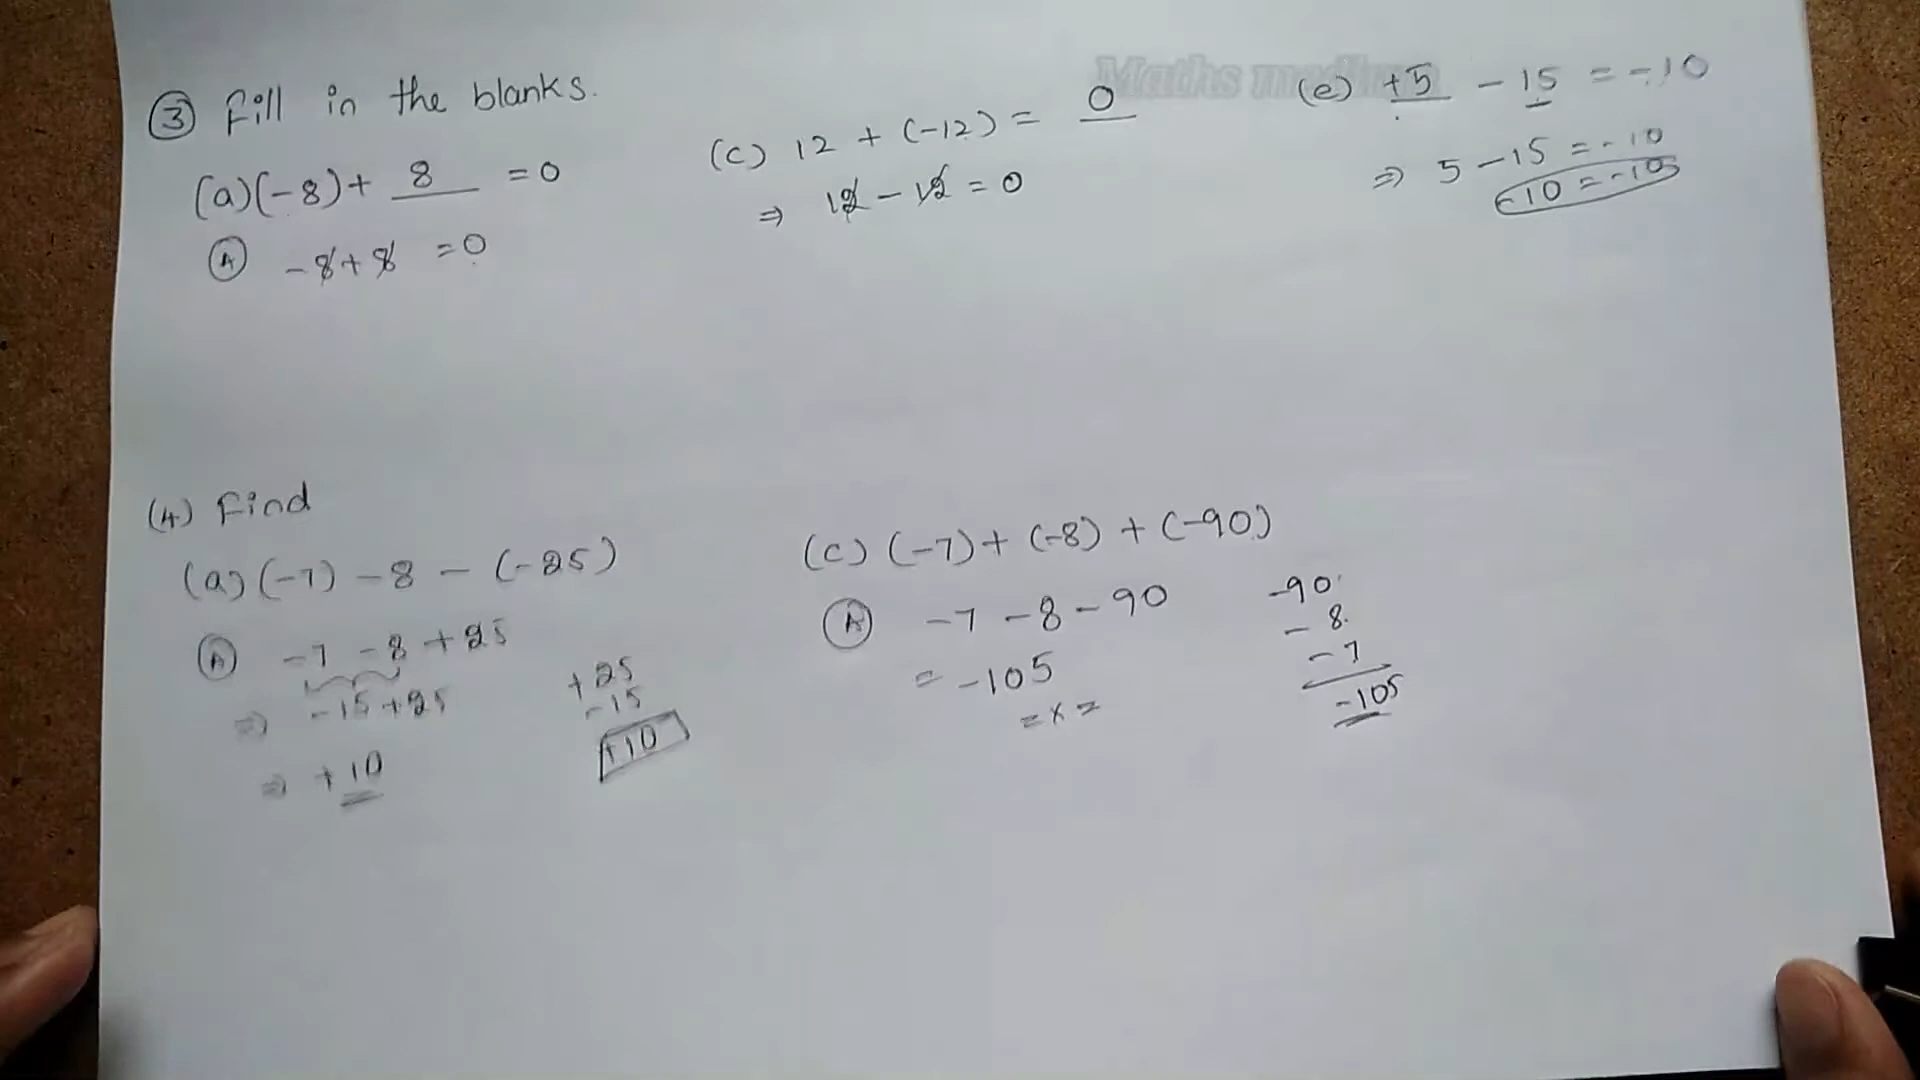 ③ Fill in the blanks.
(a) (-8) + 8 = 0
Ⓐ -8 + 8 = 0
(c) 12 + (-12) = 0
⇒ 12 - 12 = 0
(e) +5 - 15 = -10
⇒ 5 - 15 = -10
-10 = -10
(4) Find
(a) (-7) - 8 - (-25)
Ⓐ -7 - 8 + 25
⇒ -15 + 25
⇒ +10
+25
-15
+10
(c) (-7) + (-8) + (-90)
Ⓐ -7 - 8 - 90
= -105
= x =
-90
- 8
- 7
-105